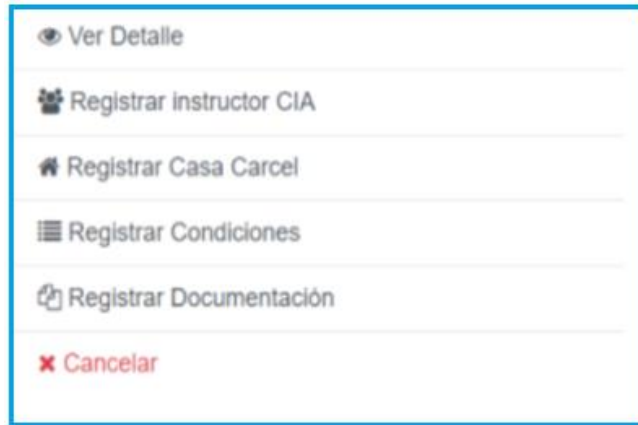 Ver Detalle
Registrar instructor CIA
Registrar Casa Carcel
Registrar Condiciones
Registrar Documentación
Cancelar